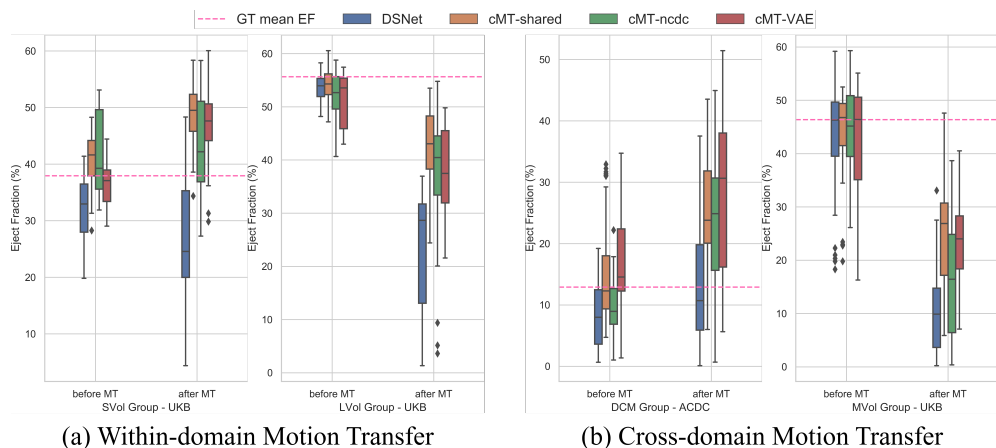 GT mean EF DSNet cMT-shared cMT-ncdc cMT-VAE
(a) (b)
60
50
40
30
20
10
Eject Fraction (%)
before MT after MT
SVol Group - UKB
60
50
40
30
20
10
0
Eject Fraction (%)
before MT after MT
LVol Group - UKB
50
40
30
20
10
0
Eject Fraction (%)
before MT after MT
DCM Group - ACDC
60
50
40
30
20
10
0
Eject Fraction (%)
before MT after MT
MVol Group - UKB
(a) Within-domain Motion Transfer (b) Cross-domain Motion Transfer